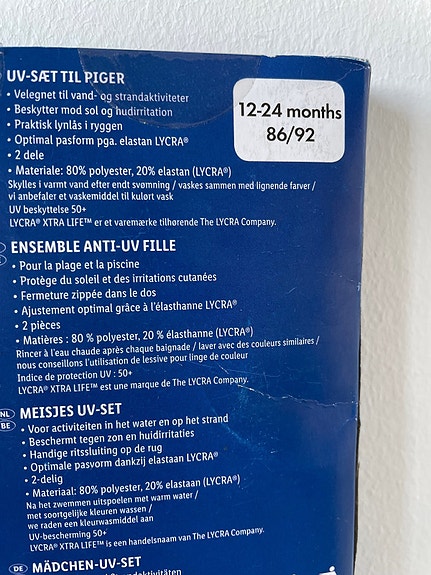 UV-SÆT TIL PIGER
• Velegnet til vand- og strandaktiviteter
• Beskytter mod sol og hudirritation
• Praktisk lynlås i ryggen
• Optimal pasform pga. elastan LYCRA®
• 2 dele
• Materiale: 80% polyester, 20% elastan (LYCRA®)
Skylles i varmt vand efter endt svømning / vaskes sammen med lignende farver /
vi anbefaler et vaskemiddel til kulørt vask
UV beskyttelse 50+
LYCRA® XTRA LIFE™ er et varemærke tilhørende The LYCRA Company.
12-24 months
86/92
ENSEMBLE ANTI-UV FILLE
• Pour la plage et la piscine
• Protège du soleil et des irritations cutanées
• Fermeture zippée dans le dos
• Ajustement optimal grâce à l'élasthanne LYCRA®
• 2 pièces
• Matières : 80 % polyester, 20 % élasthanne (LYCRA®)
Rincer à l'eau chaude après chaque baignade / laver avec des couleurs similaires /
nous conseillons l'utilisation de lessive pour linge de couleur
Indice de protection UV : 50+
LYCRA® XTRA LIFE™ est une marque de The LYCRA Company.
NL
BE
MEISJES UV-SET
• Voor activiteiten in het water en op het strand
• Beschermt tegen zon en huidirritaties
• Handige ritssluiting op de rug
• Optimale pasvorm dankzij elastaan LYCRA®
• 2-delig
• Materiaal: 80% polyester, 20% elastaan (LYCRA®)
Na het zwemmen uitspoelen met warm water /
met soortgelijke kleuren wassen /
we raden een kleurwasmiddel aan
UV-bescherming 50+
LYCRA® XTRA LIFE™ is een handelsnaam van The LYCRA Company.
DE
MÄDCHEN-UV-SET